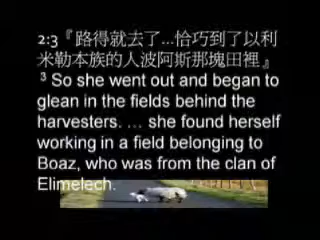 2:3『路得就去了...恰巧到了以利
米勒本族的人波阿斯那塊田裡』
3 So she went out and began to
glean in the fields behind the
harvesters. … she found herself
working in a field belonging to
Boaz, who was from the clan of
Elimelech.